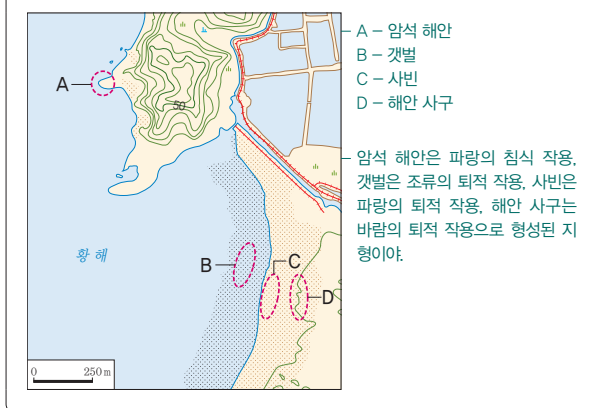 A
50
황해
B
C
D
0 250m
A - 암석 해안
B - 갯벌
C - 사빈
D - 해안 사구
암석 해안은 파랑의 침식 작용,
갯벌은 조류의 퇴적 작용, 사빈은
파랑의 퇴적 작용, 해안 사구는
바람의 퇴적 작용으로 형성된 지
형이야.